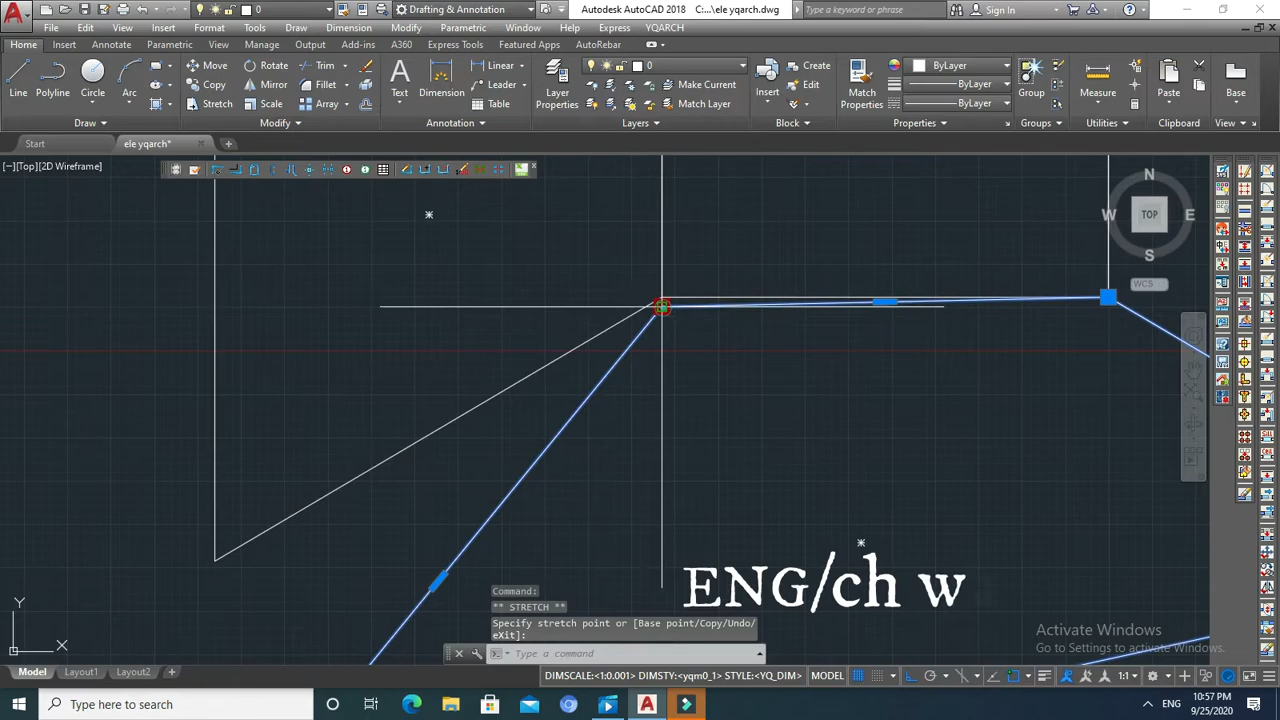 0
Drafting & Annotation
Autodesk AutoCAD 2018 C:\...\ele yqarch.dwg
Type a keyword or phrase
Sign In
File Edit View Insert Format Tools Draw Dimension Modify Parametric Window Help Express YQARCH
Home Insert Annotate Parametric View Manage Output Add-ins A360 Express Tools Featured Apps AutoRebar
Line Polyline Circle Arc
Move Rotate Trim
Copy Mirror Fillet
Stretch Scale Array
Text Dimension
Linear
Leader
Table
Layer Properties
0
Make Current
Match Layer
Insert
Create
Edit
Match Properties
ByLayer
ByLayer
ByLayer
Group
Measure
Paste
Base
Draw Modify Annotation Layers Block Properties Groups Utilities Clipboard View
Start
ele yqarch*
[−][Top][2D Wireframe]
N
W TOP E
S
WCS
ENG/ch w
Command:
** STRETCH **
Specify stretch point or [Base point/Copy/Undo/
eXit]:
Type a command
Y
X
Activate Windows
Go to Settings to activate Windows.
Model Layout1 Layout2
DIMSCALE:<1:0.001> DIMSTY:<yqm0_1> STYLE:<YQ_DIM> MODEL
1:1
Type here to search
ENG
10:57 PM
9/25/2020